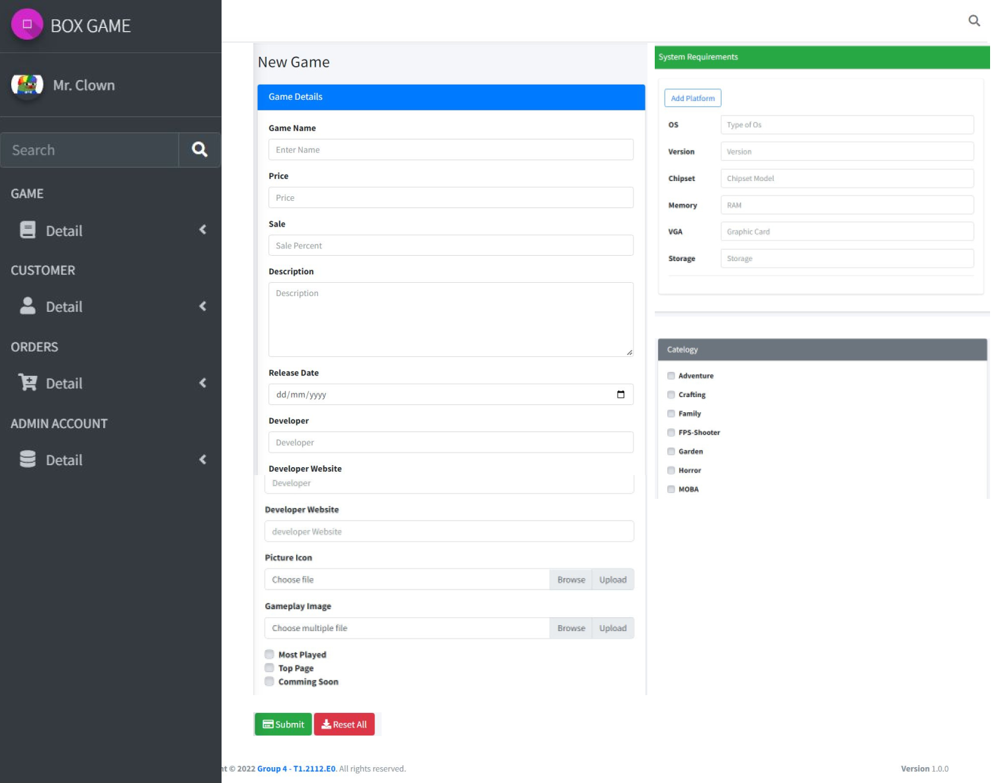 BOX GAME
Mr. Clown
Search
GAME
Detail
CUSTOMER
Detail
ORDERS
Detail
ADMIN ACCOUNT
Detail
New Game
Game Details
Game Name
Enter Name
Price
Price
Sale
Sale Percent
Description
Description
Release Date
dd/mm/yyyy
Developer
Developer
Developer Website
Developer
Developer Website
developer Website
Picture Icon
Choose file Browse Upload
Gameplay Image
Choose multiple file Browse Upload
Most Played
Top Page
Comming Soon
Submit Reset All
System Requirements
Add Platform
OS Type of Os
Version Version
Chipset Chipset Model
Memory RAM
VGA Graphic Card
Storage Storage
Catelogy
Adventure
Crafting
Family
FPS-Shooter
Garden
Horror
MOBA
nt © 2022 Group 4 - T1.2112.E0. All rights reserved. Version 1.0.0